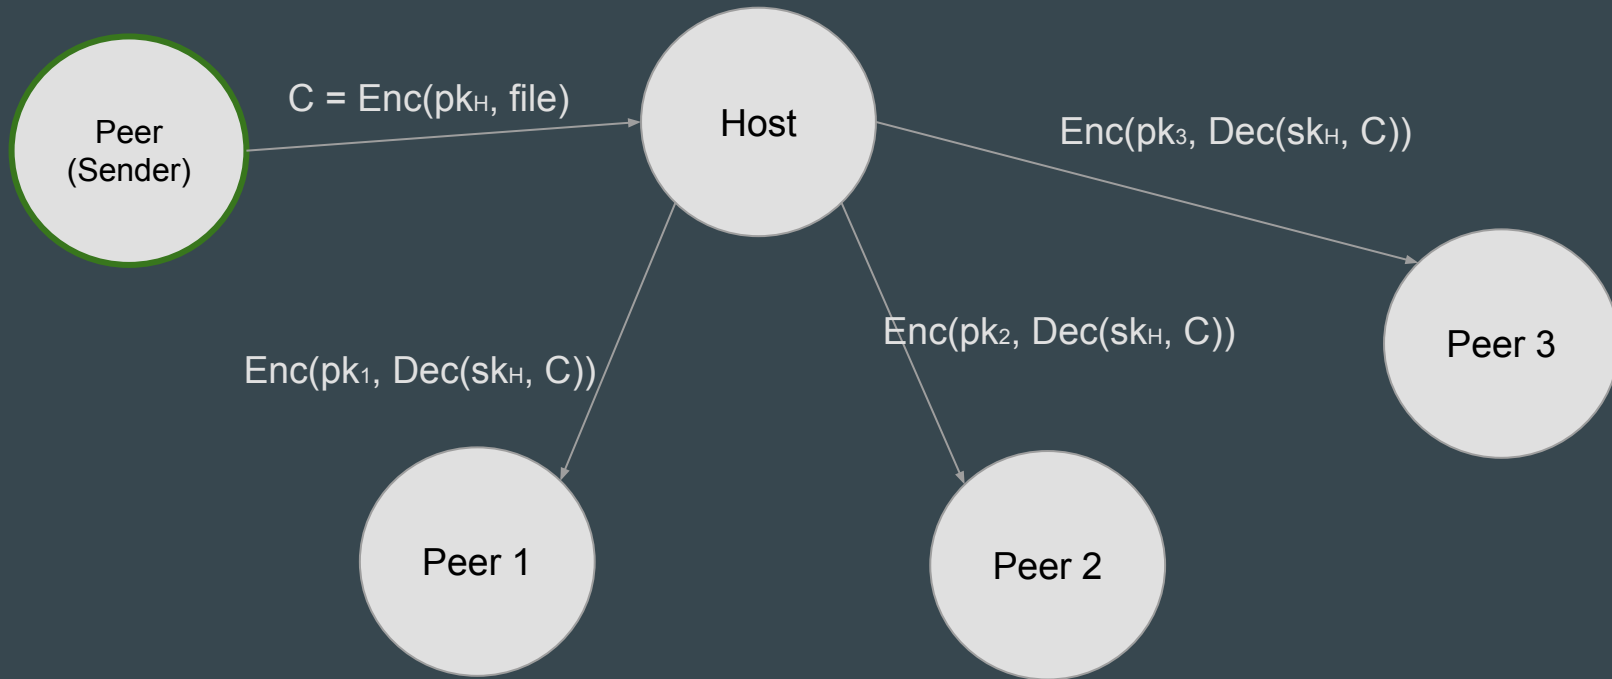 Peer
(Sender)
C = Enc(pkH, file)
Host
Enc(pk3, Dec(skH, C))
Enc(pk1, Dec(skH, C))
Enc(pk2, Dec(skH, C))
Peer 3
Peer 1
Peer 2